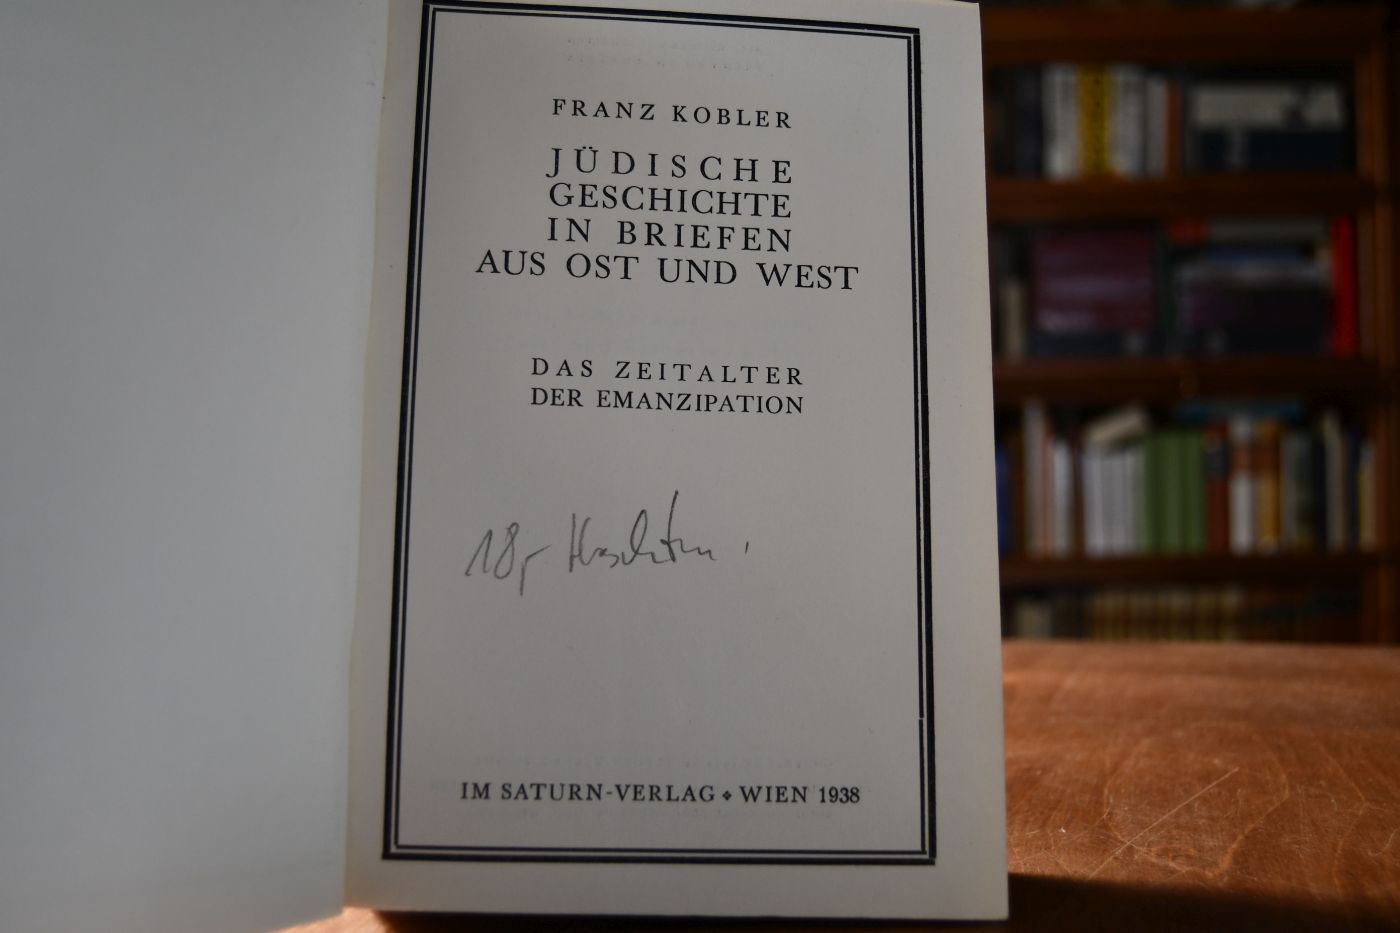 FRANZ KOBLER
JÜDISCHE
GESCHICHTE
IN BRIEFEN
AUS OST UND WEST
DAS ZEITALTER
DER EMANZIPATION
18,-
IM SATURN-VERLAG ❖ WIEN 1938